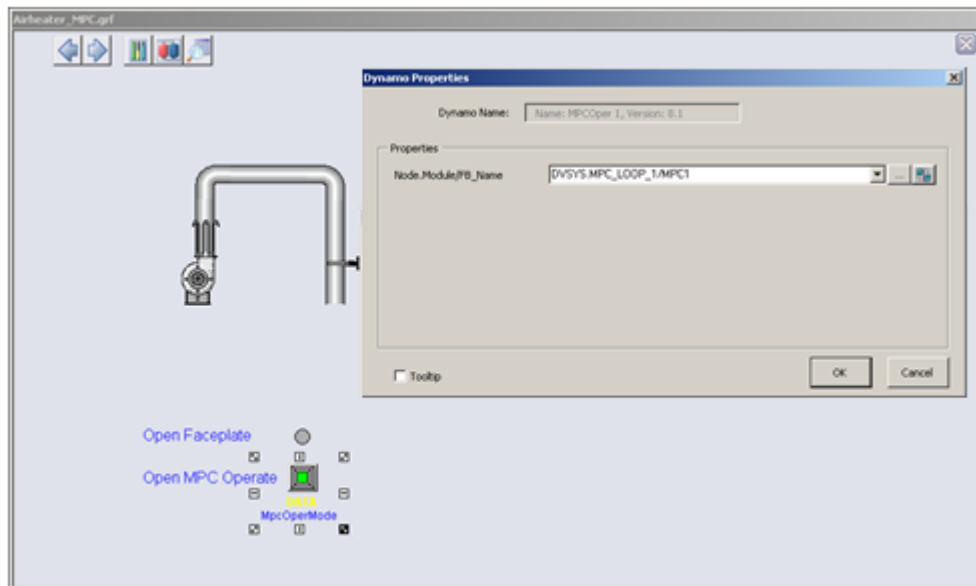 Airheater_MPC.grf
Dynamo Properties
Dynamo Name: Name: MPCOper 1, Version: 8.1
Properties
Node.Module/FB_Name DVSYS.MPC_LOOP_1/MPC1 ...
Tooltip OK Cancel
Open Faceplate
Open MPC Operate
DATA
MpcOperMode